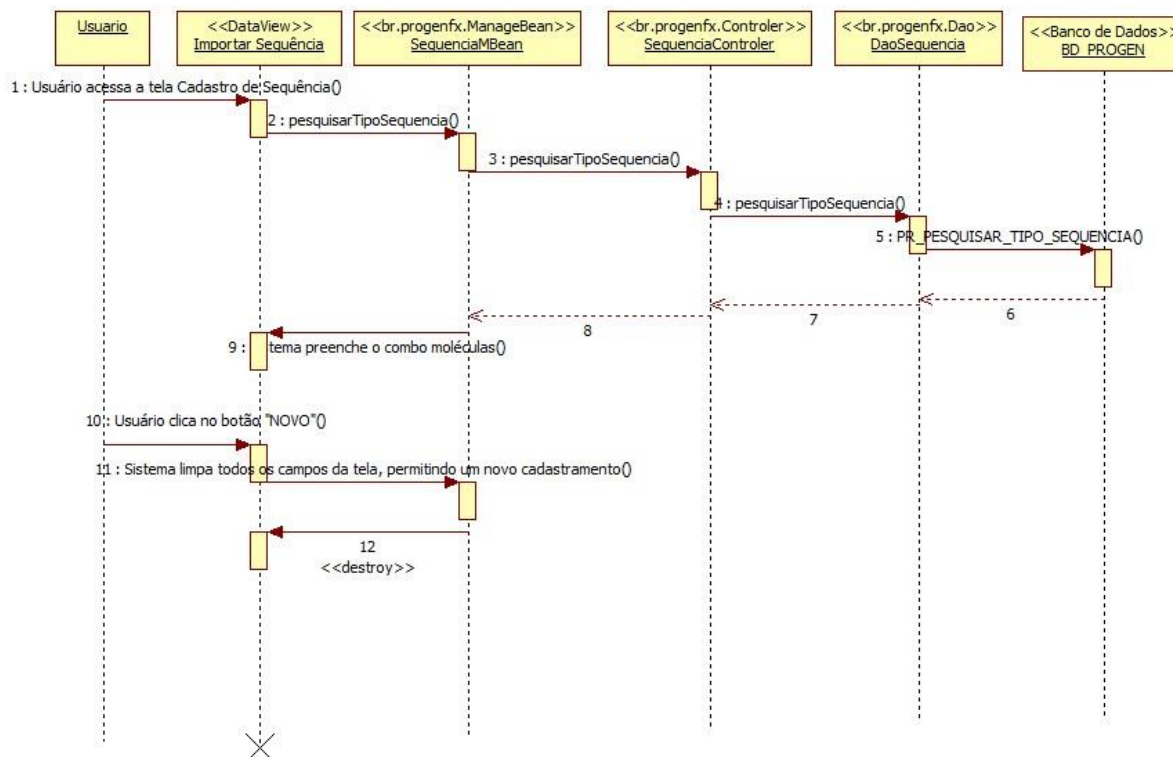 Usuario
<<DataView>>
Importar Sequência
<<br.progenfx.ManageBean>>
SequenciaMBean
<<br.progenfx.Controler>>
SequenciaControler
<<br.progenfx.Dao>>
DaoSequencia
<<Banco de Dados>>
BD_PROGEN
1 : Usuário acessa a tela Cadastro de Sequência()
2 : pesquisarTipoSequencia()
3 : pesquisarTipoSequencia()
4 : pesquisarTipoSequencia()
5 : PR_PESQUISAR_TIPO_SEQUENCIA()
6
7
8
9 : tema preenche o combo moléculas()
10 : Usuário clica no botão "NOVO"()
11 : Sistema limpa todos os campos da tela, permitindo um novo cadastramento()
12
<<destroy>>